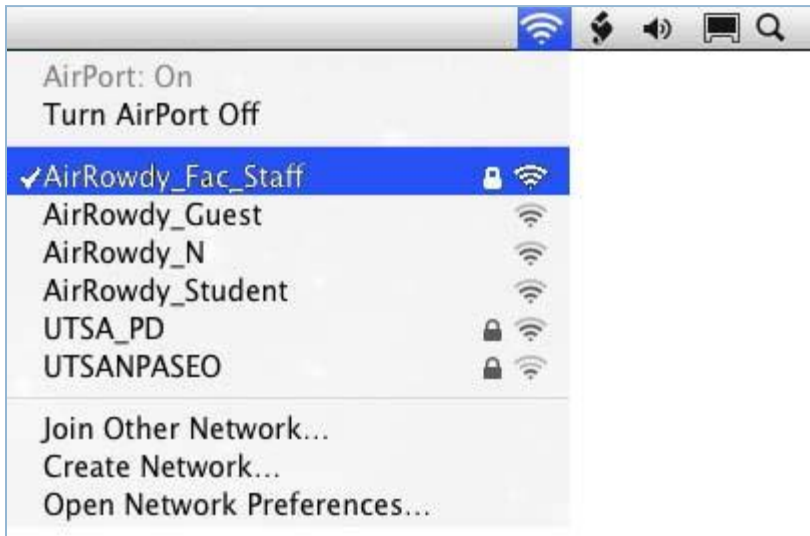 AirPort: On
Turn AirPort Off
AirRowdy_Fac_Staff
AirRowdy_Guest
AirRowdy_N
AirRowdy_Student
UTSA_PD
UTSANPASEO
Join Other Network...
Create Network...
Open Network Preferences...